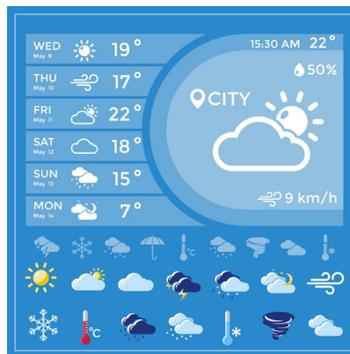 WED 19°
May 9
THU 17°
May 10
FRI 22°
May 11
SAT 18°
May 12
SUN 15°
May 13
MON 7°
May 14
15:30 AM 22°
50%
CITY
9 km/h
°C
°C